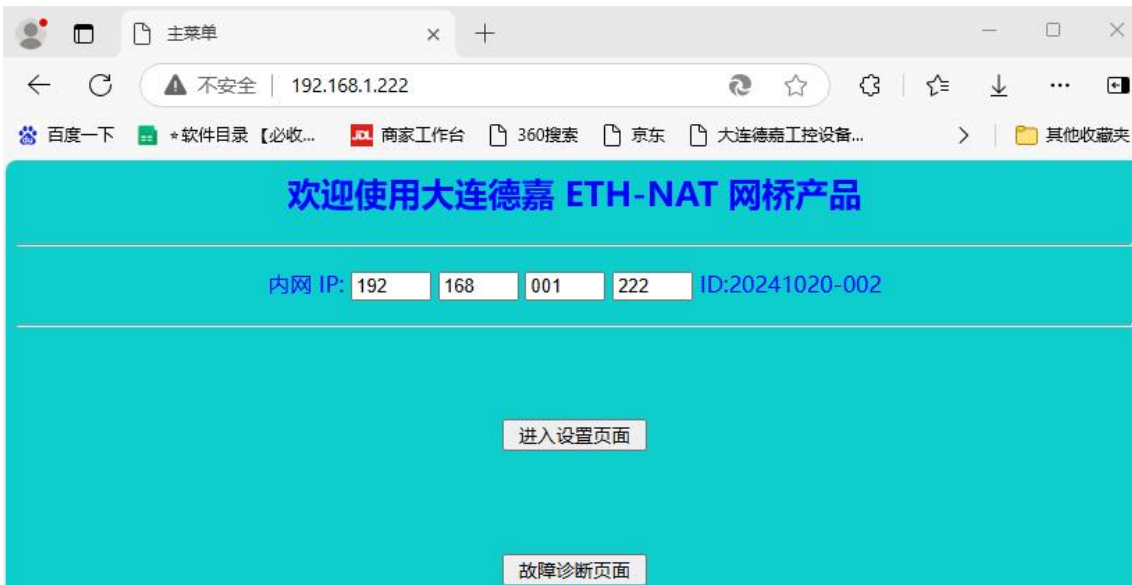 主菜单
不安全 192.168.1.222
百度一下 *软件目录【必收... JDL 商家工作台 360搜索 京东 大连德嘉工控设备... 其他收藏夹
欢迎使用大连德嘉 ETH-NAT 网桥产品
内网 IP: 192 168 001 222 ID:20241020-002
进入设置页面
故障诊断页面